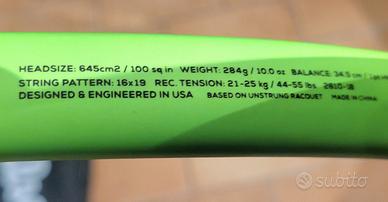 HEADSIZE: 645cm2 / 100 sq in WEIGHT: 284g / 10.0 oz BALANCE: 34.5 cm /
STRING PATTERN: 16x19 REC. TENSION: 21-25 kg / 44-55 lbs 2810-18
DESIGNED & ENGINEERED IN USA BASED ON UNSTRUNG RACQUET MADE IN CHINA
subito